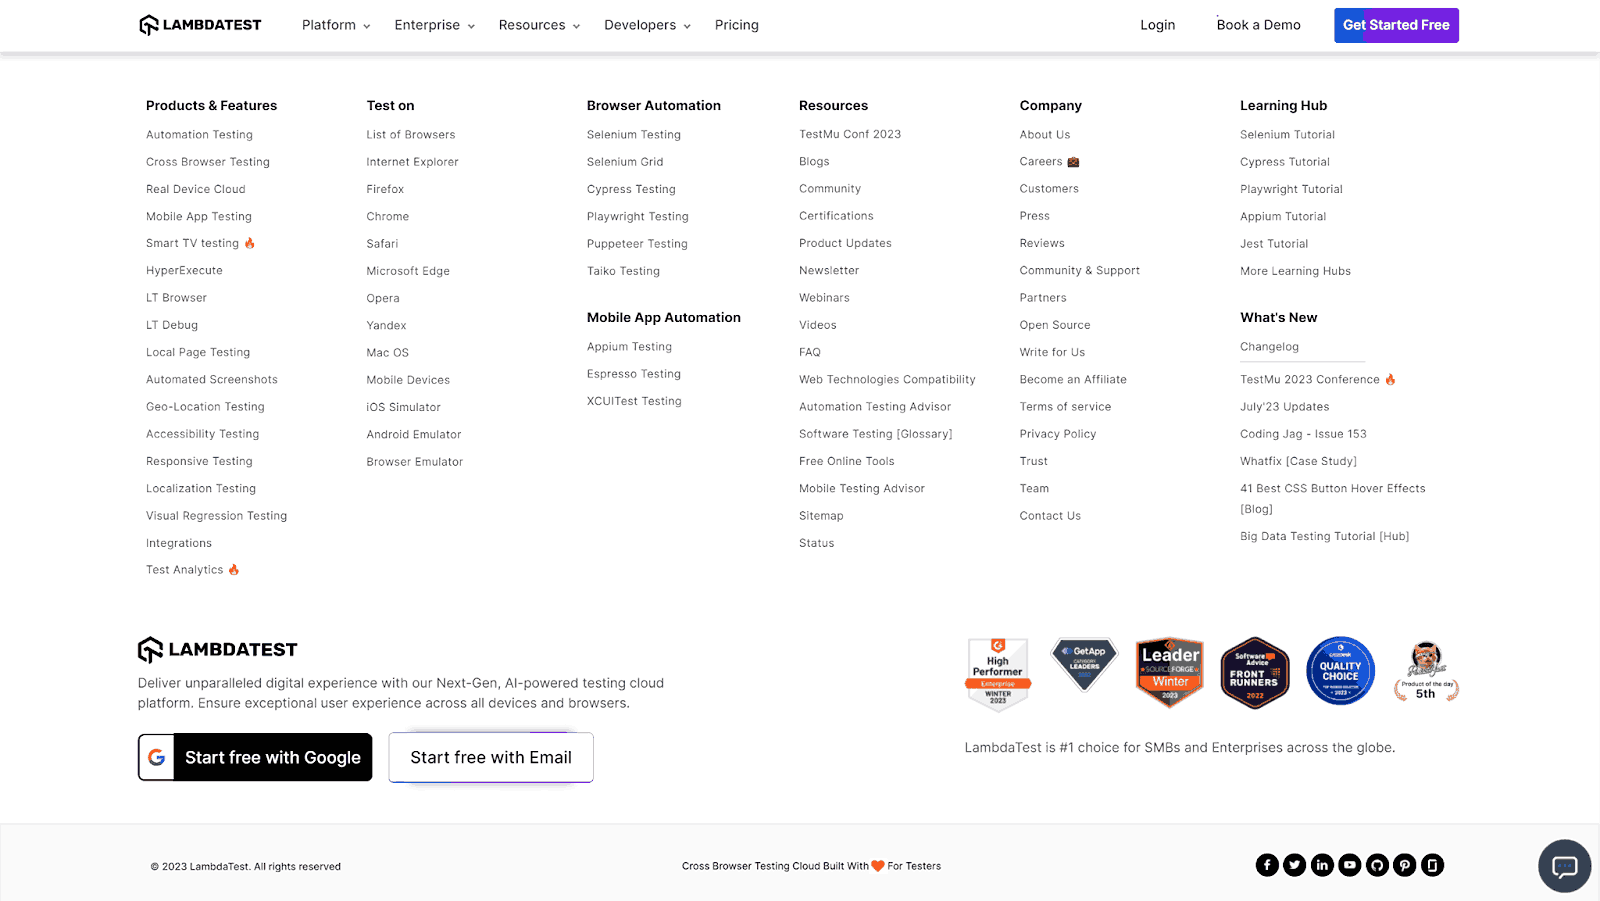 LAMBDATEST Platform Enterprise Resources Developers Pricing Login Book a Demo Get Started Free
Products & Features
Automation Testing
Cross Browser Testing
Real Device Cloud
Mobile App Testing
Smart TV testing 🔥
HyperExecute
LT Browser
LT Debug
Local Page Testing
Automated Screenshots
Geo-Location Testing
Accessibility Testing
Responsive Testing
Localization Testing
Visual Regression Testing
Integrations
Test Analytics 🔥
Test on
List of Browsers
Internet Explorer
Firefox
Chrome
Safari
Microsoft Edge
Opera
Yandex
Mac OS
Mobile Devices
iOS Simulator
Android Emulator
Browser Emulator
Browser Automation
Selenium Testing
Selenium Grid
Cypress Testing
Playwright Testing
Puppeteer Testing
Taiko Testing
Mobile App Automation
Appium Testing
Espresso Testing
XCUITest Testing
Resources
TestMu Conf 2023
Blogs
Community
Certifications
Product Updates
Newsletter
Webinars
Videos
FAQ
Web Technologies Compatibility
Automation Testing Advisor
Software Testing [Glossary]
Free Online Tools
Mobile Testing Advisor
Sitemap
Status
Company
About Us
Careers 💼
Customers
Press
Reviews
Community & Support
Partners
Open Source
Write for Us
Become an Affiliate
Terms of service
Privacy Policy
Trust
Team
Contact Us
Learning Hub
Selenium Tutorial
Cypress Tutorial
Playwright Tutorial
Appium Tutorial
Jest Tutorial
More Learning Hubs
What's New
Changelog
TestMu 2023 Conference 🔥
July'23 Updates
Coding Jag - Issue 153
Whatfix [Case Study]
41 Best CSS Button Hover Effects
[Blog]
Big Data Testing Tutorial [Hub]
LAMBDATEST
Deliver unparalleled digital experience with our Next-Gen, AI-powered testing cloud
platform. Ensure exceptional user experience across all devices and browsers.
G Start free with Google
Start free with Email
High
Performer
Enterprise
WINTER
2023
GetApp
CATEGORY
LEADERS
Leader
SOURCEFORGE
Winter
2023
Software
Advice
FRONT
RUNNERS
2022
QUALITY
CHOICE
2023
Product of the day
5th
LambdaTest is #1 choice for SMBs and Enterprises across the globe.
© 2023 LambdaTest. All rights reserved
Cross Browser Testing Cloud Built With ❤ For Testers